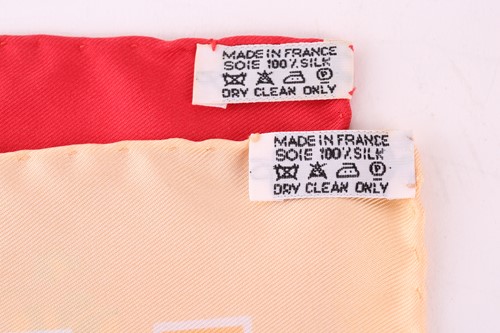 MADE IN FRANCE
SOIE 100% SILK
P
DRY CLEAN ONLY
MADE IN FRANCE
SOIE 100% SILK
P
DRY CLEAN ONLY